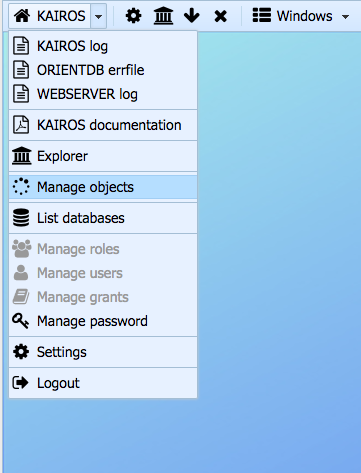 KAIROS Windows
KAIROS log
ORIENTDB errfile
WEBSERVER log
KAIROS documentation
Explorer
Manage objects
List databases
Manage roles
Manage users
Manage grants
Manage password
Settings
Logout